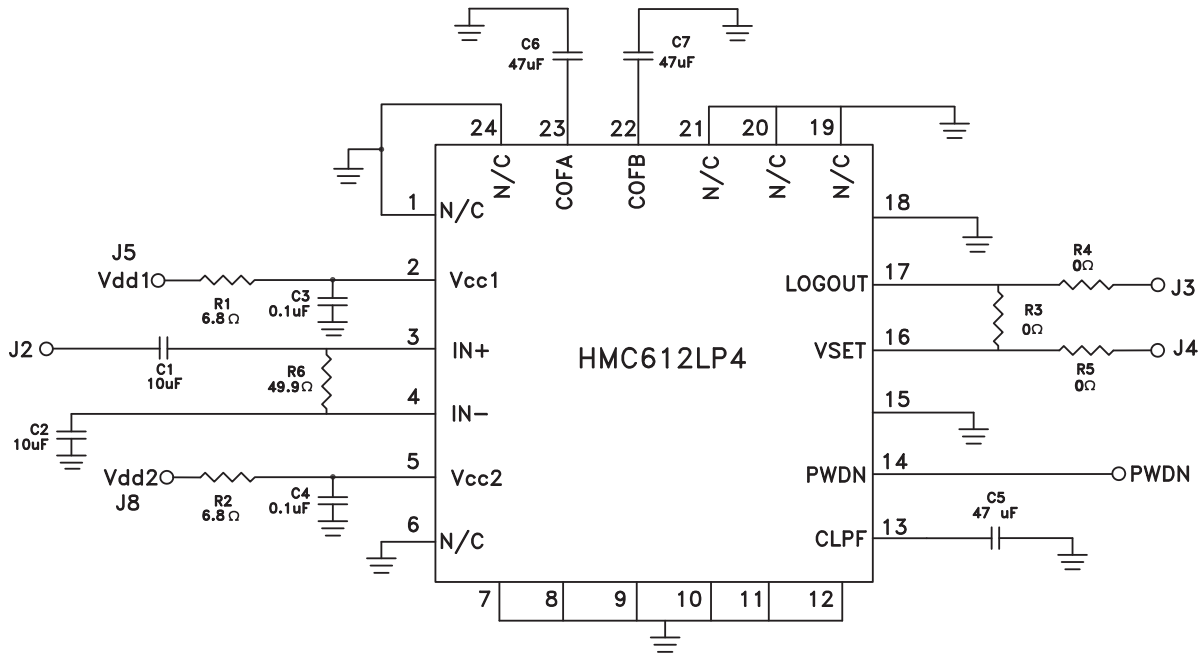 C6
47uF
C7
47uF
24
23
22
21
20
19
N/C
COFA
COFB
N/C
N/C
N/C
1
N/C
18
J5
Vdd1
R1
6.8Ω
C3
0.1uF
2
Vcc1
LOGOUT
17
R4
0Ω
J3
R3
0Ω
J2
C1
10uF
R6
49.9Ω
3
IN+
HMC612LP4
VSET
16
R5
0Ω
J4
C2
10uF
4
IN-
15
Vdd2
J8
R2
6.8Ω
C4
0.1uF
5
Vcc2
PWDN
14
PWDN
6
N/C
CLPF
13
C5
47 uF
7
8
9
10
11
12